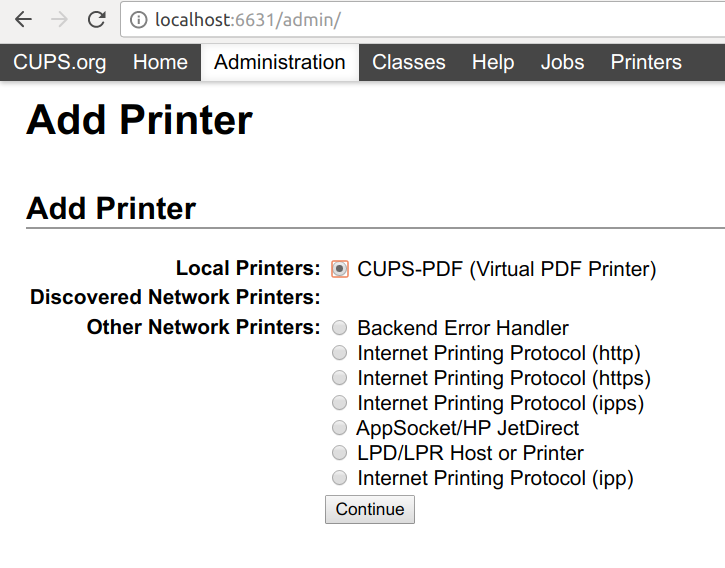 localhost:6631/admin/
CUPS.org Home Administration Classes Help Jobs Printers
Add Printer
Add Printer
Local Printers: CUPS-PDF (Virtual PDF Printer)
Discovered Network Printers:
Other Network Printers: Backend Error Handler
Internet Printing Protocol (http)
Internet Printing Protocol (https)
Internet Printing Protocol (ipps)
AppSocket/HP JetDirect
LPD/LPR Host or Printer
Internet Printing Protocol (ipp)
Continue